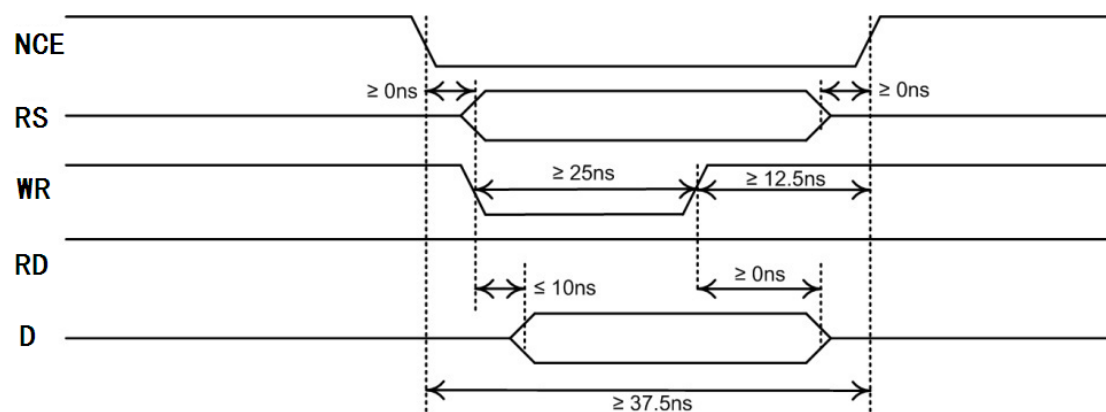 NCE
≥ 0ns
≥ 0ns
RS
WR
≥ 25ns
≥ 12.5ns
RD
≤ 10ns
≥ 0ns
D
≥ 37.5ns